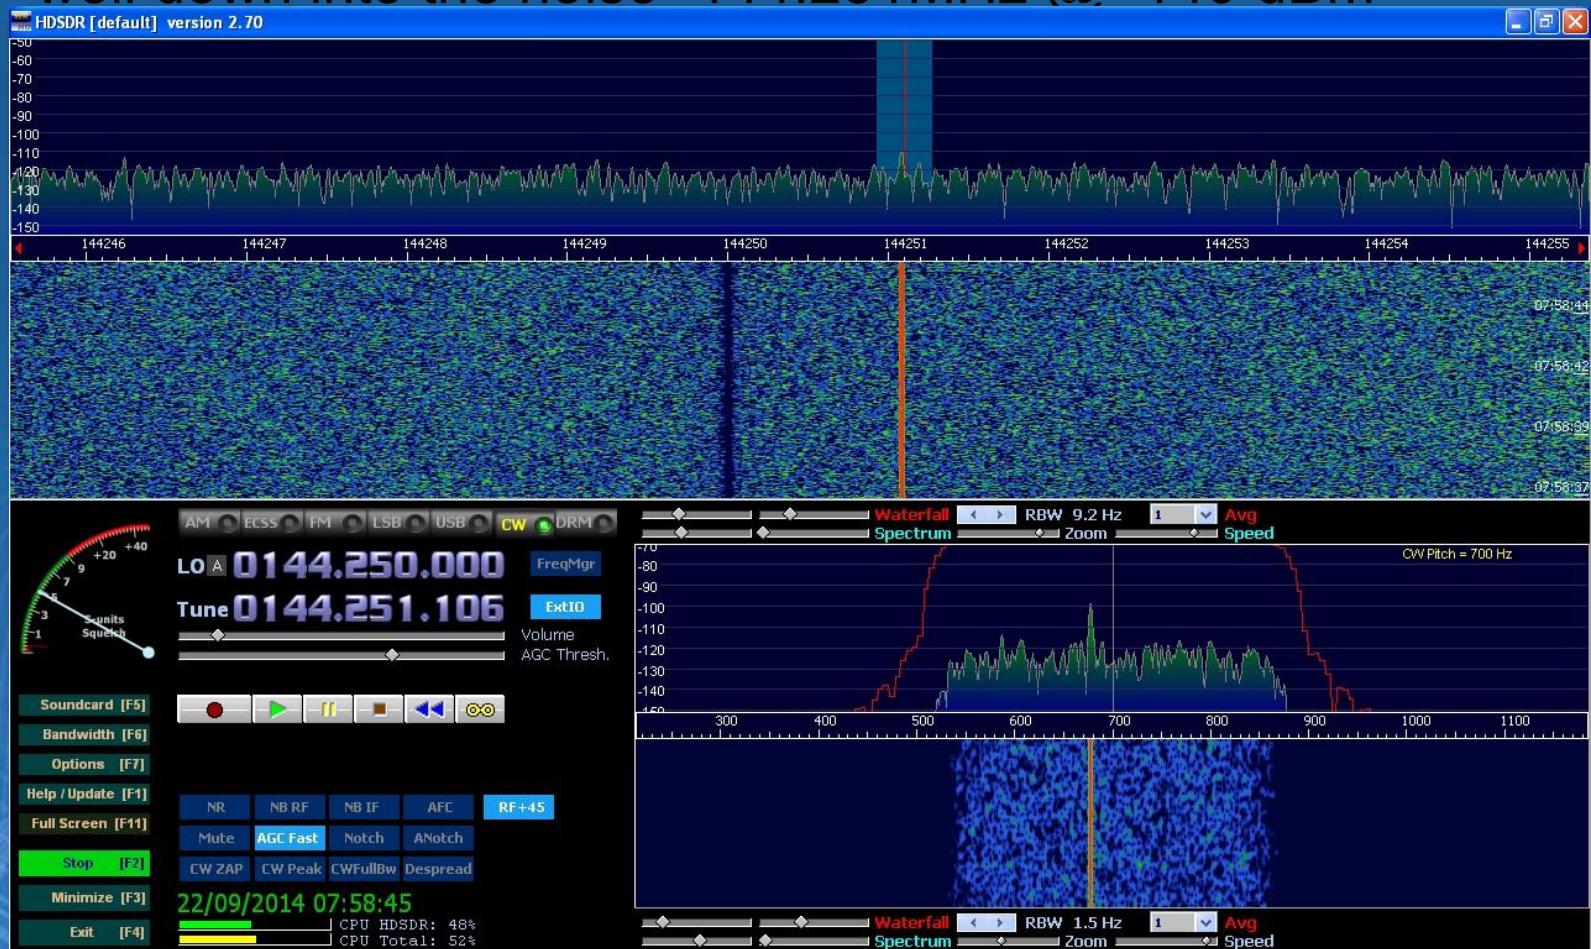 HDSDR [default] version 2.70
-50
-60
-70
-80
-90
-100
-110
-120
-130
-140
-150
144246 144247 144248 144249 144250 144251 144252 144253 144254 144255
07:58:44
07:58:42
07:58:39
07:58:37
AM ECSS FM LSB USB CW DRM
LO A 0144.250.000 FreqMgr
Tune 0144.251.106 ExtIO
Volume
AGC Thresh.
1 3 5 7 9 +20 +40
S-units
Squelch
Soundcard [F5]
Bandwidth [F6]
Options [F7]
Help / Update [F1]
Full Screen [F11]
Stop [F2]
Minimize [F3]
Exit [F4]
NR NB RF NB IF AFC RF+45
Mute AGC Fast Notch ANotch
CW ZAP CW Peak CWFullBw Despread
22/09/2014 07:58:45
CPU HDSDR: 48%
CPU Total: 52%
Waterfall RBW 9.2 Hz 1 Avg
Spectrum Zoom Speed
CW Pitch = 700 Hz
-70
-80
-90
-100
-110
-120
-130
-140
-150
300 400 500 600 700 800 900 1000 1100
Waterfall RBW 1.5 Hz 1 Avg
Spectrum Zoom Speed